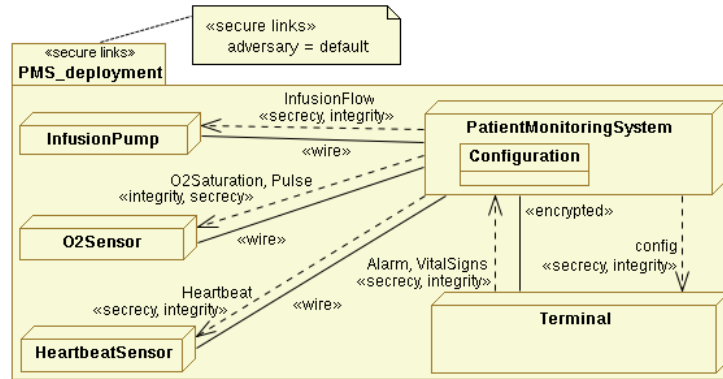 «secure links»
adversary = default
«secure links»
PMS_deployment
InfusionFlow
«secrecy, integrity»
InfusionPump
«wire»
PatientMonitoringSystem
Configuration
O2Saturation, Pulse
«integrity, secrecy»
O2Sensor
«wire»
«encrypted»
config
«secrecy, integrity»
Alarm, VitalSigns
«secrecy, integrity»
Heartbeat
«secrecy, integrity»
«wire»
HeartbeatSensor
Terminal